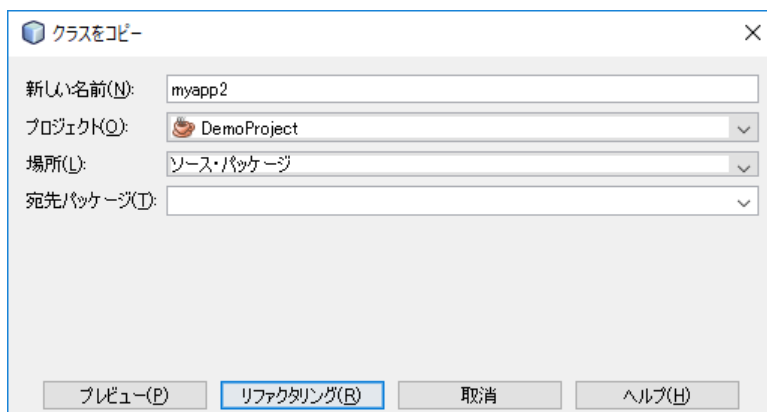 クラスをコピー
新しい名前(N): myapp2
プロジェクト(O): DemoProject
場所(L): ソース・パッケージ
宛先パッケージ(T):
プレビュー(P) リファクタリング(R) 取消 ヘルプ(H)